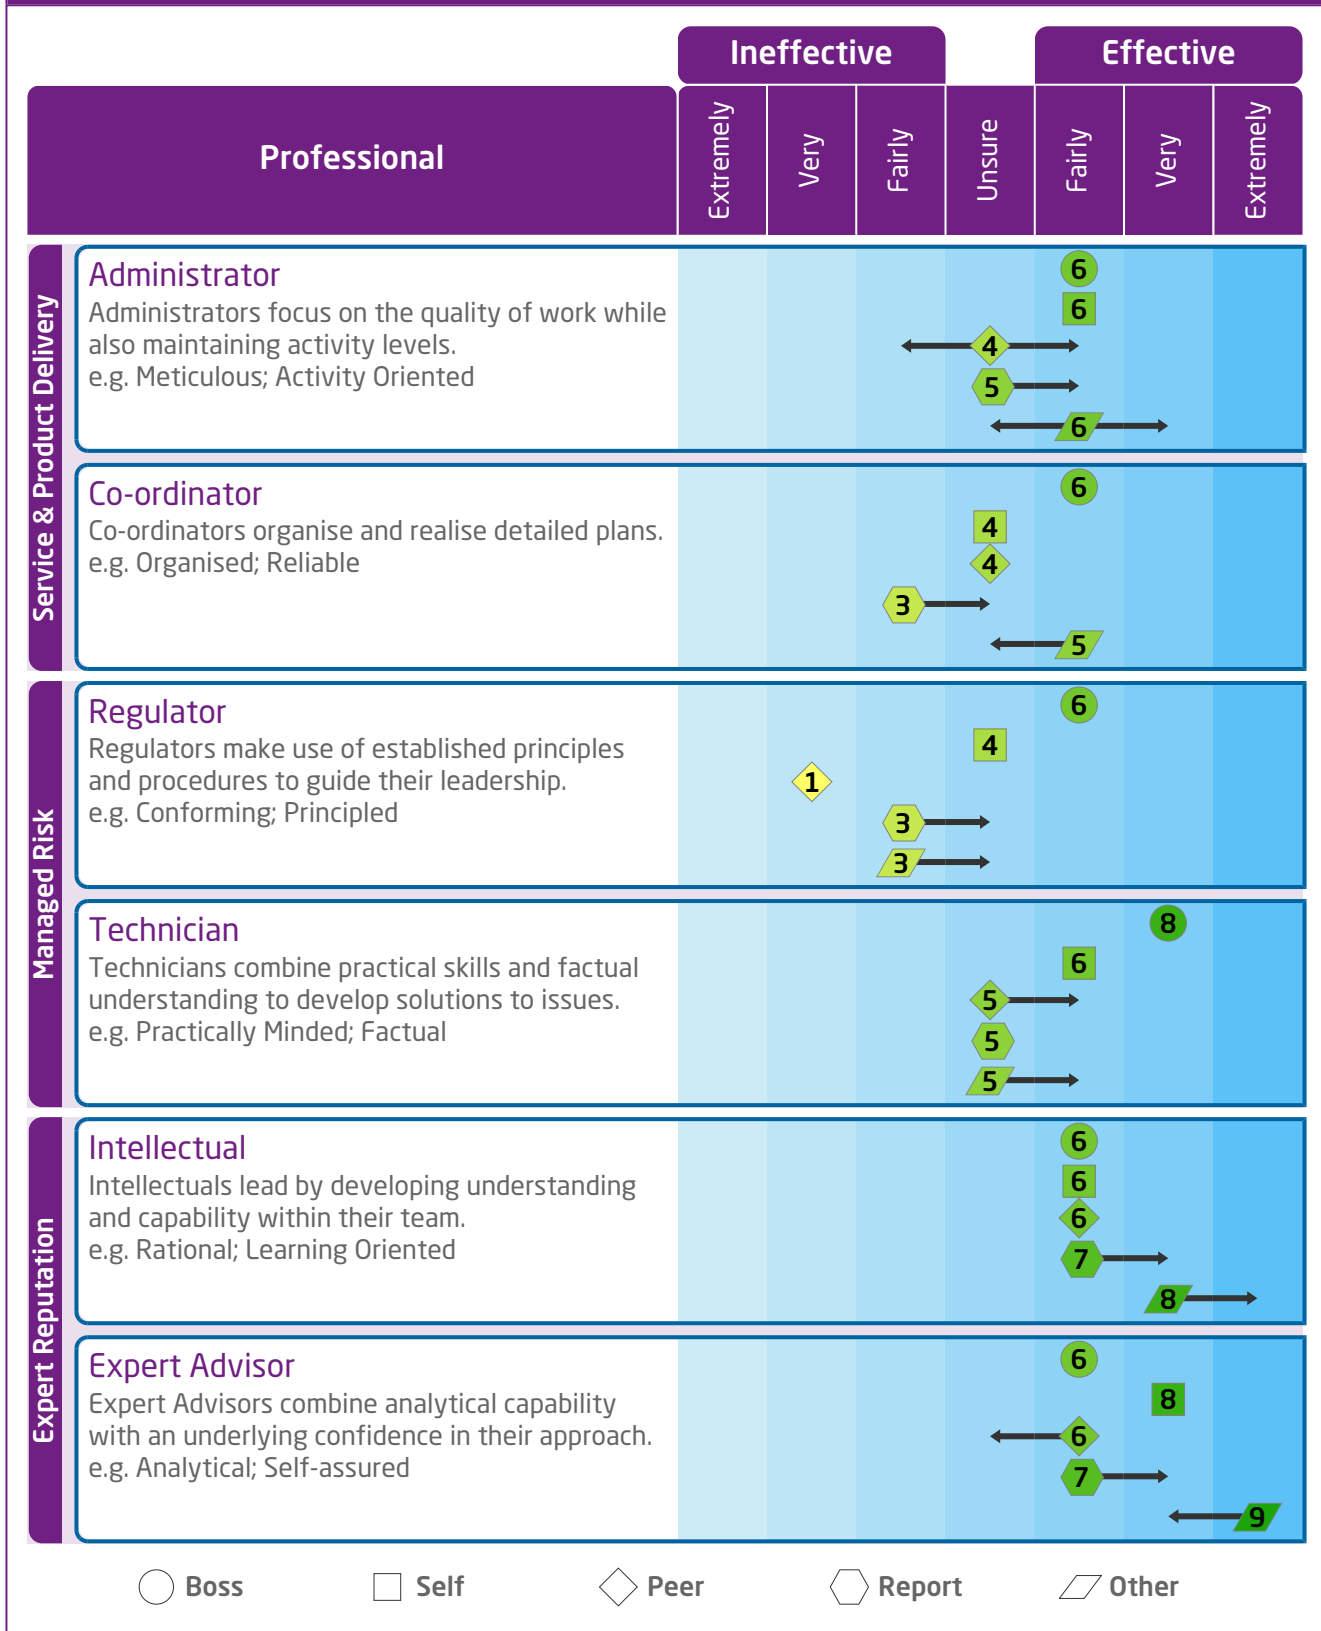 Ineffective
Effective
Professional
Extremely
Very
Fairly
Unsure
Fairly
Very
Extremely
Service & Product Delivery
Administrator
Administrators focus on the quality of work while
also maintaining activity levels.
e.g. Meticulous; Activity Oriented
6
6
4
5
6
Co-ordinator
Co-ordinators organise and realise detailed plans.
e.g. Organised; Reliable
6
4
4
3
5
Managed Risk
Regulator
Regulators make use of established principles
and procedures to guide their leadership.
e.g. Conforming; Principled
6
4
1
3
3
Technician
Technicians combine practical skills and factual
understanding to develop solutions to issues.
e.g. Practically Minded; Factual
8
6
5
5
5
Expert Reputation
Intellectual
Intellectuals lead by developing understanding
and capability within their team.
e.g. Rational; Learning Oriented
6
6
6
7
8
Expert Advisor
Expert Advisors combine analytical capability
with an underlying confidence in their approach.
e.g. Analytical; Self-assured
6
8
6
7
9
Boss
Self
Peer
Report
Other